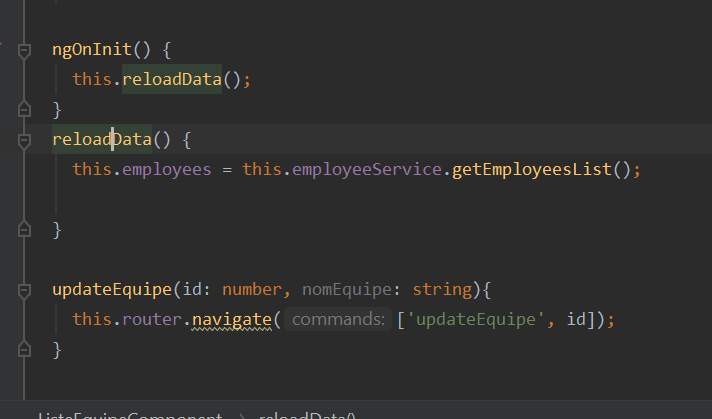 ngOnInit() {
this.reloadData();
}
reloadData() {
this.employees = this.employeeService.getEmployeesList();
}
updateEquipe(id: number, nomEquipe: string){
this.router.navigate( commands: ['updateEquipe', id]);
}
ListeEquipeComponent > reloadData()